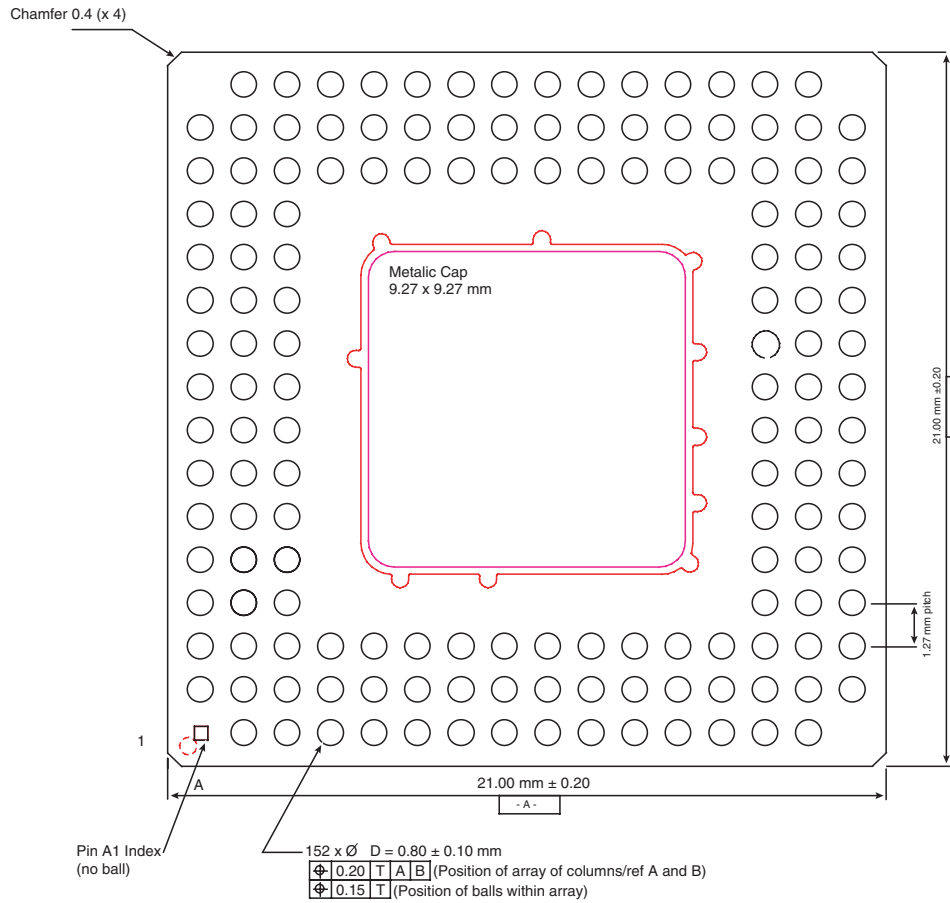 Chamfer 0.4 (x 4)
Metalic Cap
9.27 x 9.27 mm
21.00 mm ±0.20
1.27 mm pitch
1
A
21.00 mm ± 0.20
- A -
Pin A1 Index
(no ball)
152 x Ø D = 0.80 ± 0.10 mm
⌖ 0.20 T A B (Position of array of columns/ref A and B)
⌖ 0.15 T (Position of balls within array)